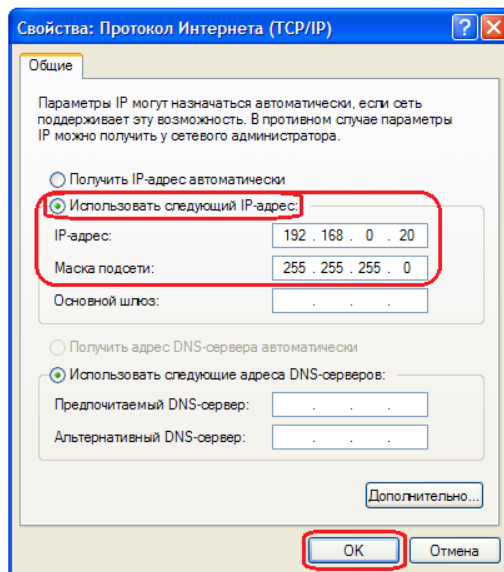 Свойства: Протокол Интернета (TCP/IP)
Общие
Параметры IP могут назначаться автоматически, если сеть
поддерживает эту возможность. В противном случае параметры
IP можно получить у сетевого администратора.
Получить IP-адрес автоматически
Использовать следующий IP-адрес:
IP-адрес: 192 . 168 . 0 . 20
Маска подсети: 255 . 255 . 255 . 0
Основной шлюз: . . .
Получить адрес DNS-сервера автоматически
Использовать следующие адреса DNS-серверов:
Предпочитаемый DNS-сервер: . . .
Альтернативный DNS-сервер: . . .
Дополнительно...
OK Отмена